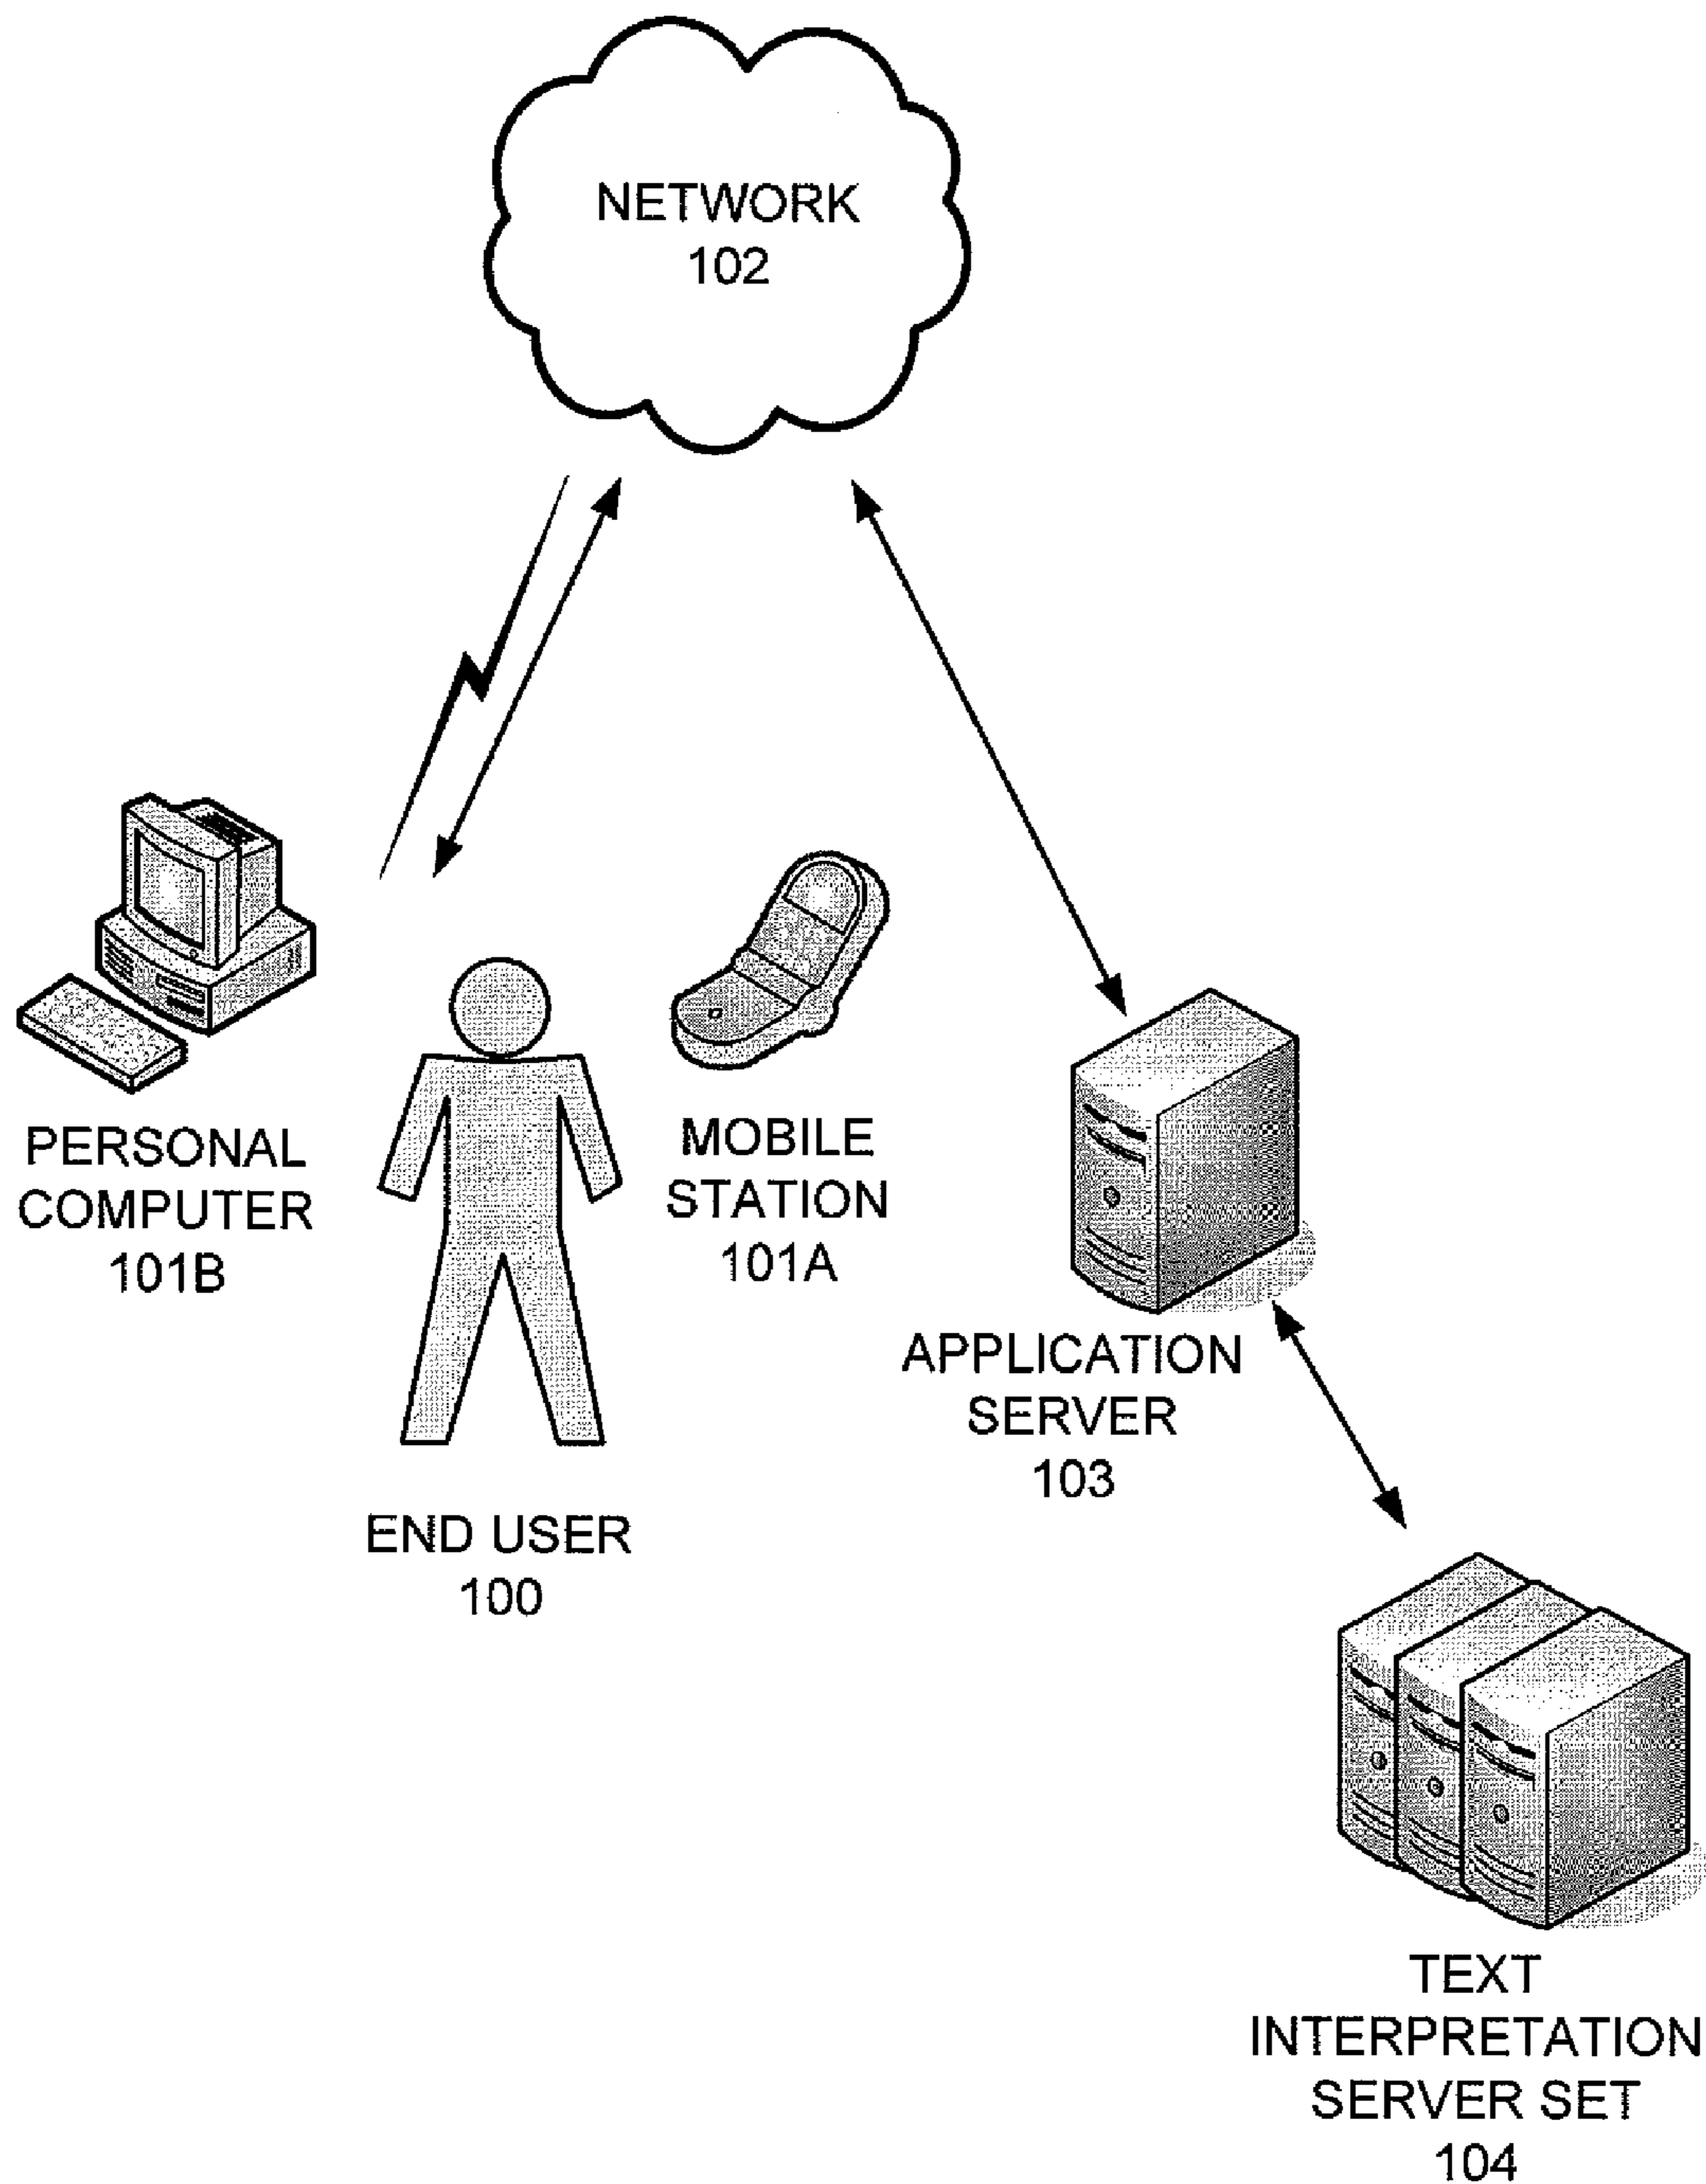 NETWORK
102
PERSONAL
COMPUTER
101B
MOBILE
STATION
101A
END USER
100
APPLICATION
SERVER
103
TEXT
INTERPRETATION
SERVER SET
104